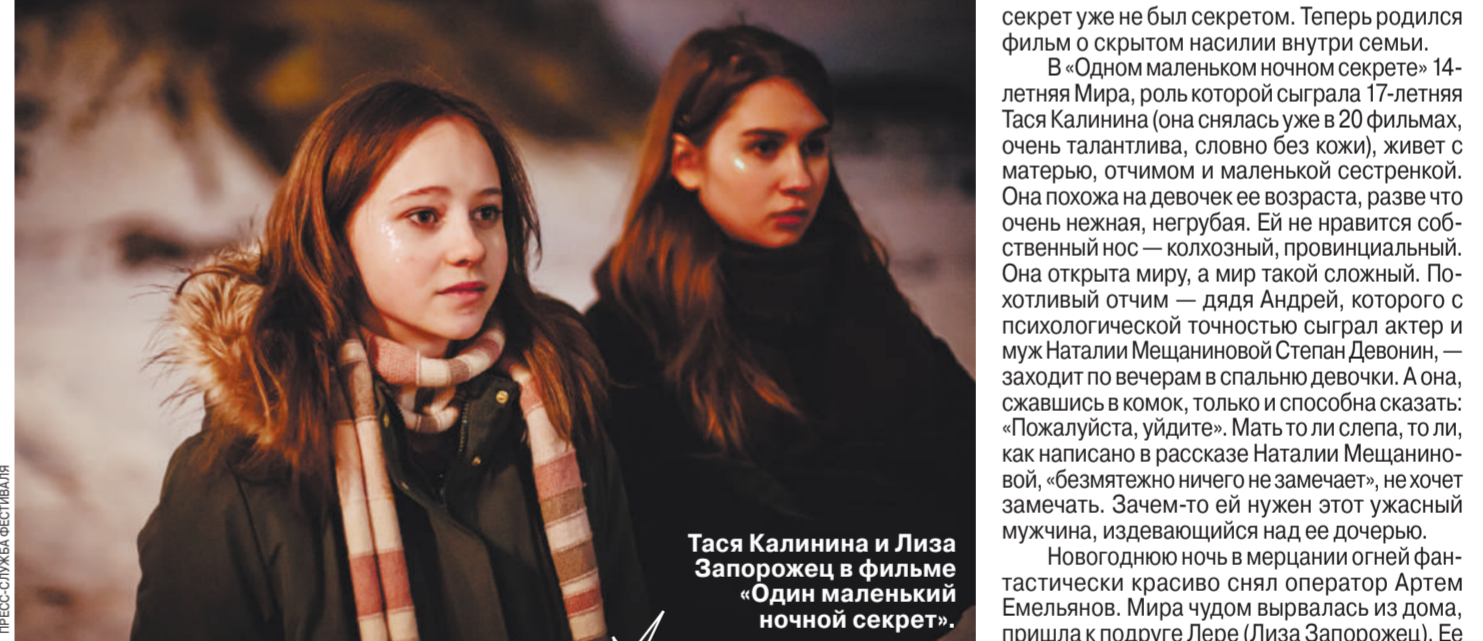 ПРЕСС-СЛУЖБА ФЕСТИВАЛЯ
Тася Калинина и Лиза
Запорожец в фильме
«Один маленький
ночной секрет».
секрет уже не был секретом. Теперь родился
фильм о скрытом насилии внутри семьи.
В «Одном маленьком ночном секрете» 14-
летняя Мира, роль которой сыграла 17-летняя
Тася Калинина (она снялась уже в 20 фильмах,
очень талантлива, словно без кожи), живет с
матерью, отчимом и маленькой сестренкой.
Она похожа на девочек ее возраста, разве что
очень нежная, негрубая. Ей не нравится соб-
ственный нос — колхозный, провинциальный.
Она открыта миру, а мир такой сложный. По-
хотливый отчим — дядя Андрей, которого с
психологической точностью сыграл актер и
муж Наталии Мещаниновой Степан Девонин, —
заходит по вечерам в спальню девочки. А она,
сжавшись в комок, только и способна сказать:
«Пожалуйста, уйдите». Мать то ли слепа, то ли,
как написано в рассказе Наталии Мещанино-
вой, «безмятежно ничего не замечает», не хочет
замечать. Зачем-то ей нужен этот ужасный
мужчина, издевающийся над ее дочерью.
Новогоднюю ночь в мерцании огней фан-
тастически красиво снял оператор Артем
Емельянов. Мира чудом вырвалась из дома,
пришла к подруге Лере (Лиза Запорожец). Ее